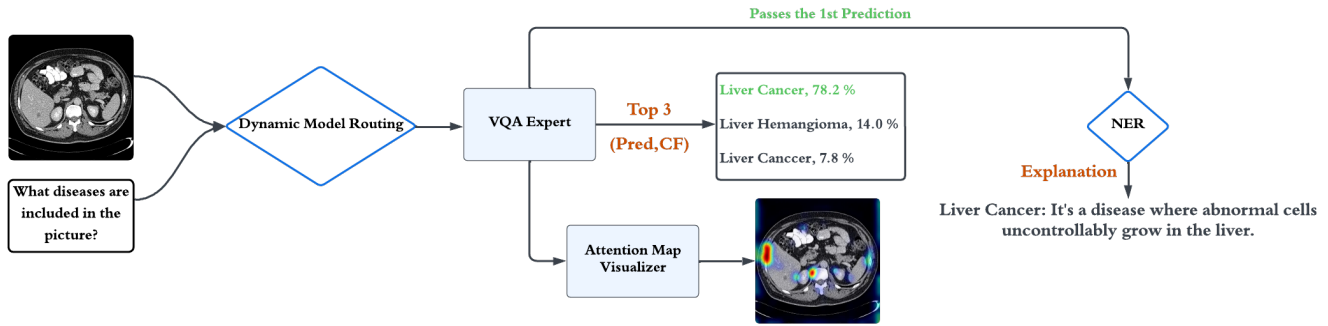 Passes the 1st Prediction
What diseases are
included in the
picture?
Dynamic Model Routing
VQA Expert
Top 3
(Pred,CF)
Liver Cancer, 78.2 %
Liver Hemangioma, 14.0 %
Liver Canccer, 7.8 %
Attention Map
Visualizer
NER
Explanation
Liver Cancer: It's a disease where abnormal cells
uncontrollably grow in the liver.